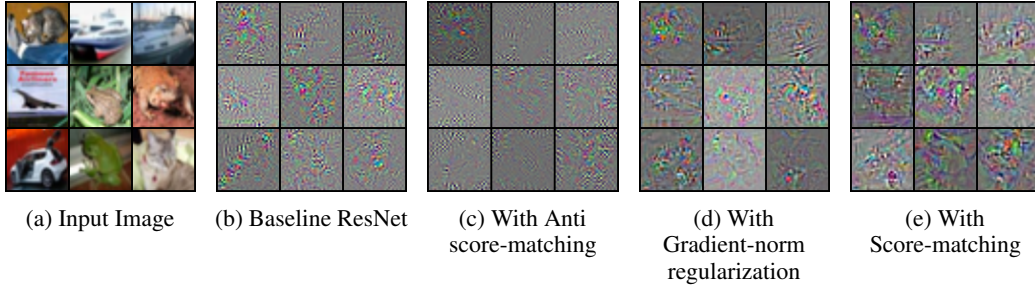 (a) Input Image
(b) Baseline ResNet
(c) With Anti
score-matching
(d) With
Gradient-norm
regularization
(e) With
Score-matching